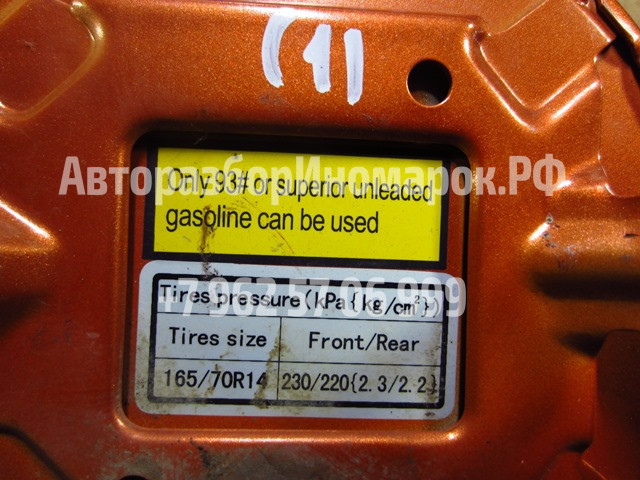 (1)
Only 93# or superior unleaded
АвторазборИномарок.РФ
gasoline can be used
+7 962 57 06 909
Tires pressure(kPa{kg/cm²})
Tires size Front/Rear
165/70R14 230/220{2.3/2.2}